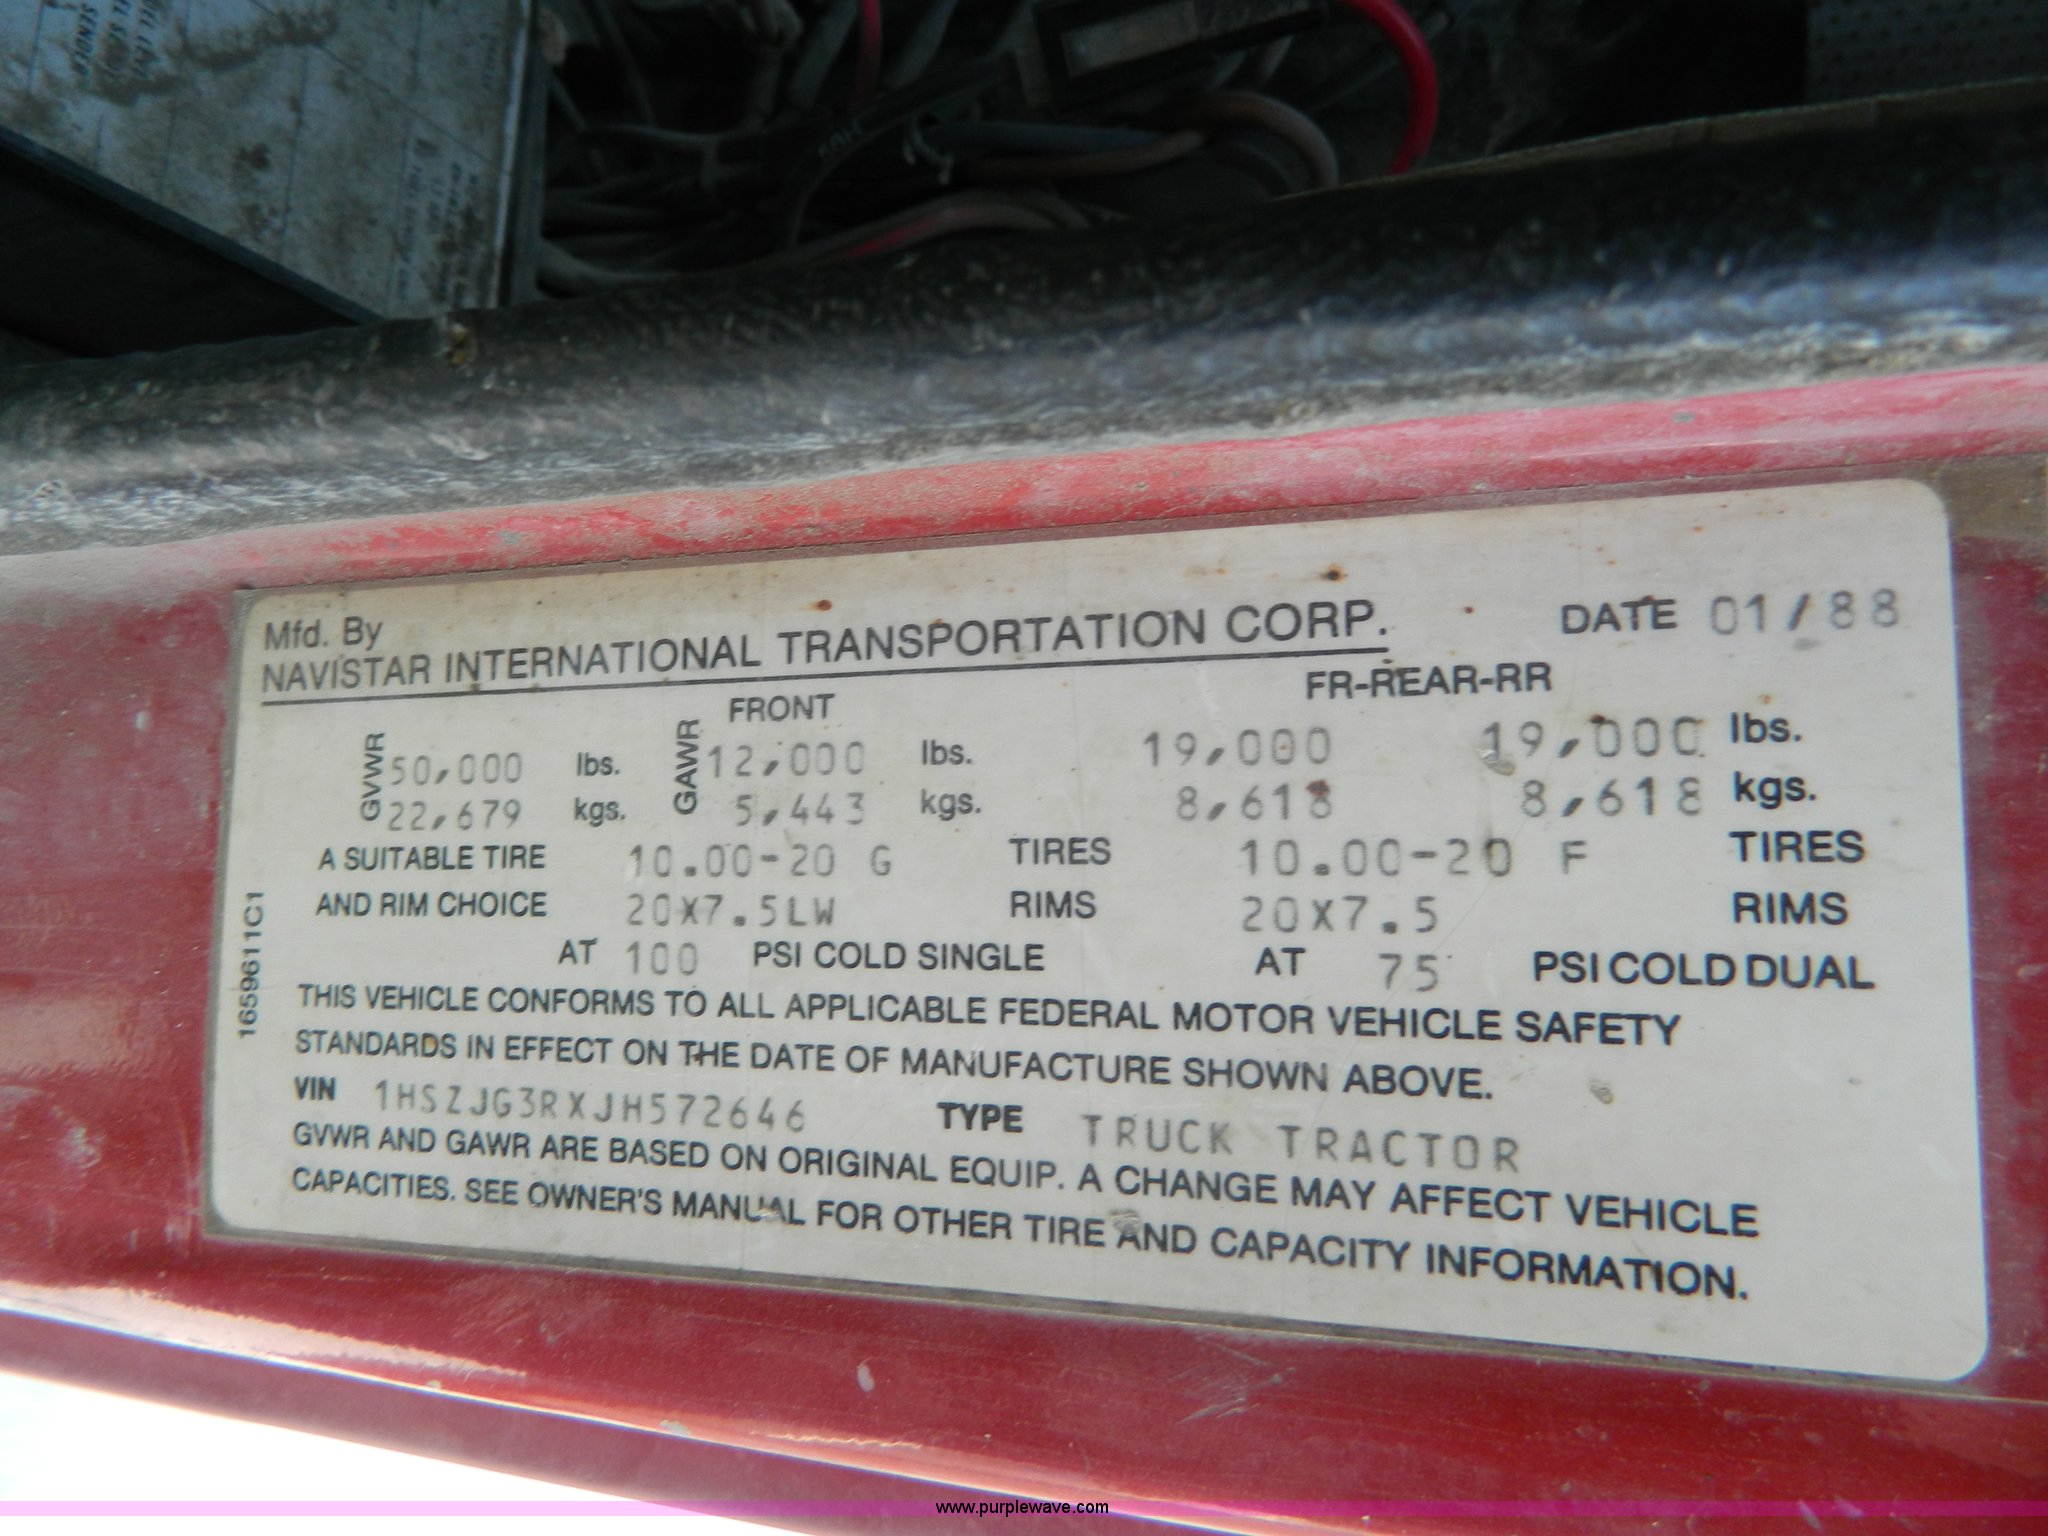 SENDER
Mfd. By
NAVISTAR INTERNATIONAL TRANSPORTATION CORP. DATE 01/88
FRONT FR-REAR-RR
GVWR 50,000 lbs. GAWR 12,000 lbs. 19,000 19,000 lbs.
22,679 kgs. 5,443 kgs. 8,618 8,618 kgs.
A SUITABLE TIRE 10.00-20 G TIRES 10.00-20 F TIRES
AND RIM CHOICE 20X7.5LW RIMS 20X7.5 RIMS
AT 100 PSI COLD SINGLE AT 75 PSI COLD DUAL
THIS VEHICLE CONFORMS TO ALL APPLICABLE FEDERAL MOTOR VEHICLE SAFETY
STANDARDS IN EFFECT ON THE DATE OF MANUFACTURE SHOWN ABOVE.
VIN 1HSZJG3RXJH572646 TYPE TRUCK TRACTOR
GVWR AND GAWR ARE BASED ON ORIGINAL EQUIP. A CHANGE MAY AFFECT VEHICLE
CAPACITIES. SEE OWNER'S MANUAL FOR OTHER TIRE AND CAPACITY INFORMATION.
1659611C1
www.purplewave.com